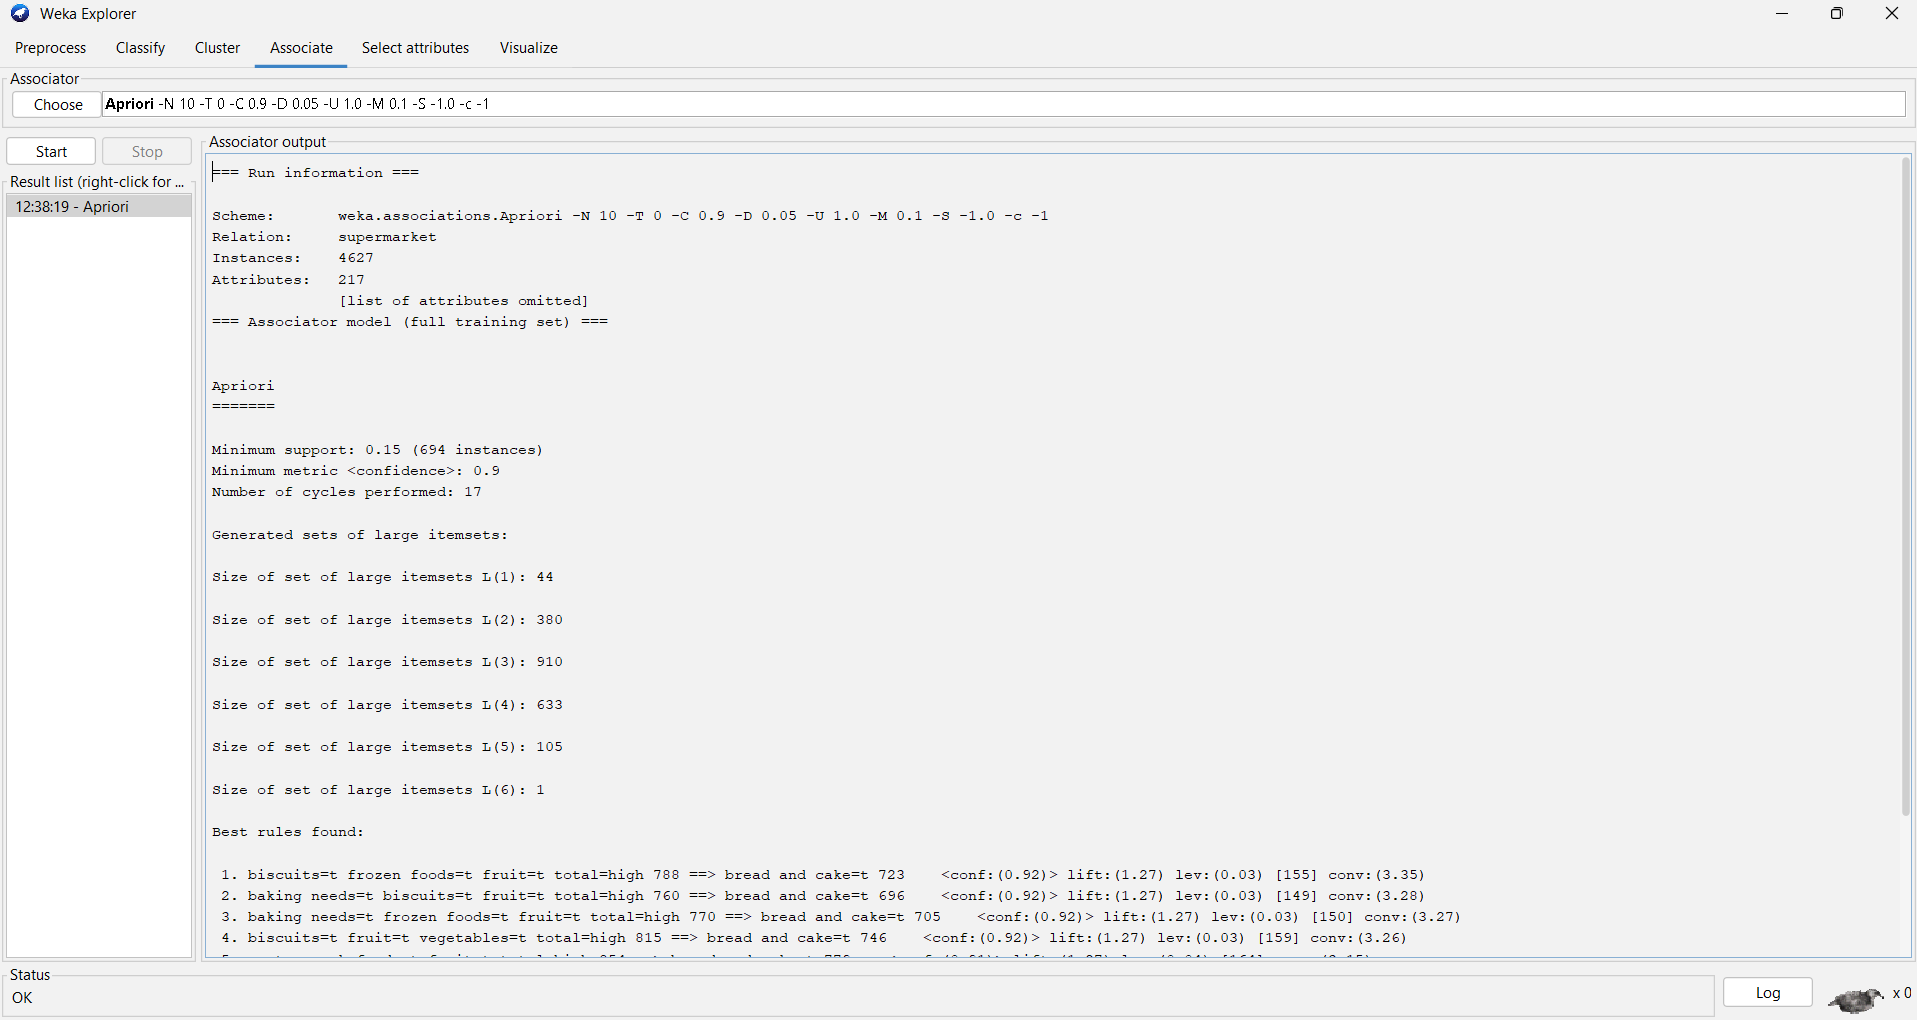 Weka Explorer
Preprocess Classify Cluster Associate Select attributes Visualize
Associator
Choose Apriori -N 10 -T 0 -C 0.9 -D 0.05 -U 1.0 -M 0.1 -S -1.0 -c -1
Start Stop
Result list (right-click for ...
12:38:19 - Apriori
Associator output
=== Run information ===
Scheme: weka.associations.Apriori -N 10 -T 0 -C 0.9 -D 0.05 -U 1.0 -M 0.1 -S -1.0 -c -1
Relation: supermarket
Instances: 4627
Attributes: 217
[list of attributes omitted]
=== Associator model (full training set) ===
Apriori
=======
Minimum support: 0.15 (694 instances)
Minimum metric <confidence>: 0.9
Number of cycles performed: 17
Generated sets of large itemsets:
Size of set of large itemsets L(1): 44
Size of set of large itemsets L(2): 380
Size of set of large itemsets L(3): 910
Size of set of large itemsets L(4): 633
Size of set of large itemsets L(5): 105
Size of set of large itemsets L(6): 1
Best rules found:
1. biscuits=t frozen foods=t fruit=t total=high 788 ==> bread and cake=t 723 <conf:(0.92)> lift:(1.27) lev:(0.03) [155] conv:(3.35)
2. baking needs=t biscuits=t fruit=t total=high 760 ==> bread and cake=t 696 <conf:(0.92)> lift:(1.27) lev:(0.03) [149] conv:(3.28)
3. baking needs=t frozen foods=t fruit=t total=high 770 ==> bread and cake=t 705 <conf:(0.92)> lift:(1.27) lev:(0.03) [150] conv:(3.27)
4. biscuits=t fruit=t vegetables=t total=high 815 ==> bread and cake=t 746 <conf:(0.92)> lift:(1.27) lev:(0.03) [159] conv:(3.26)
Status
OK
Log
x 0